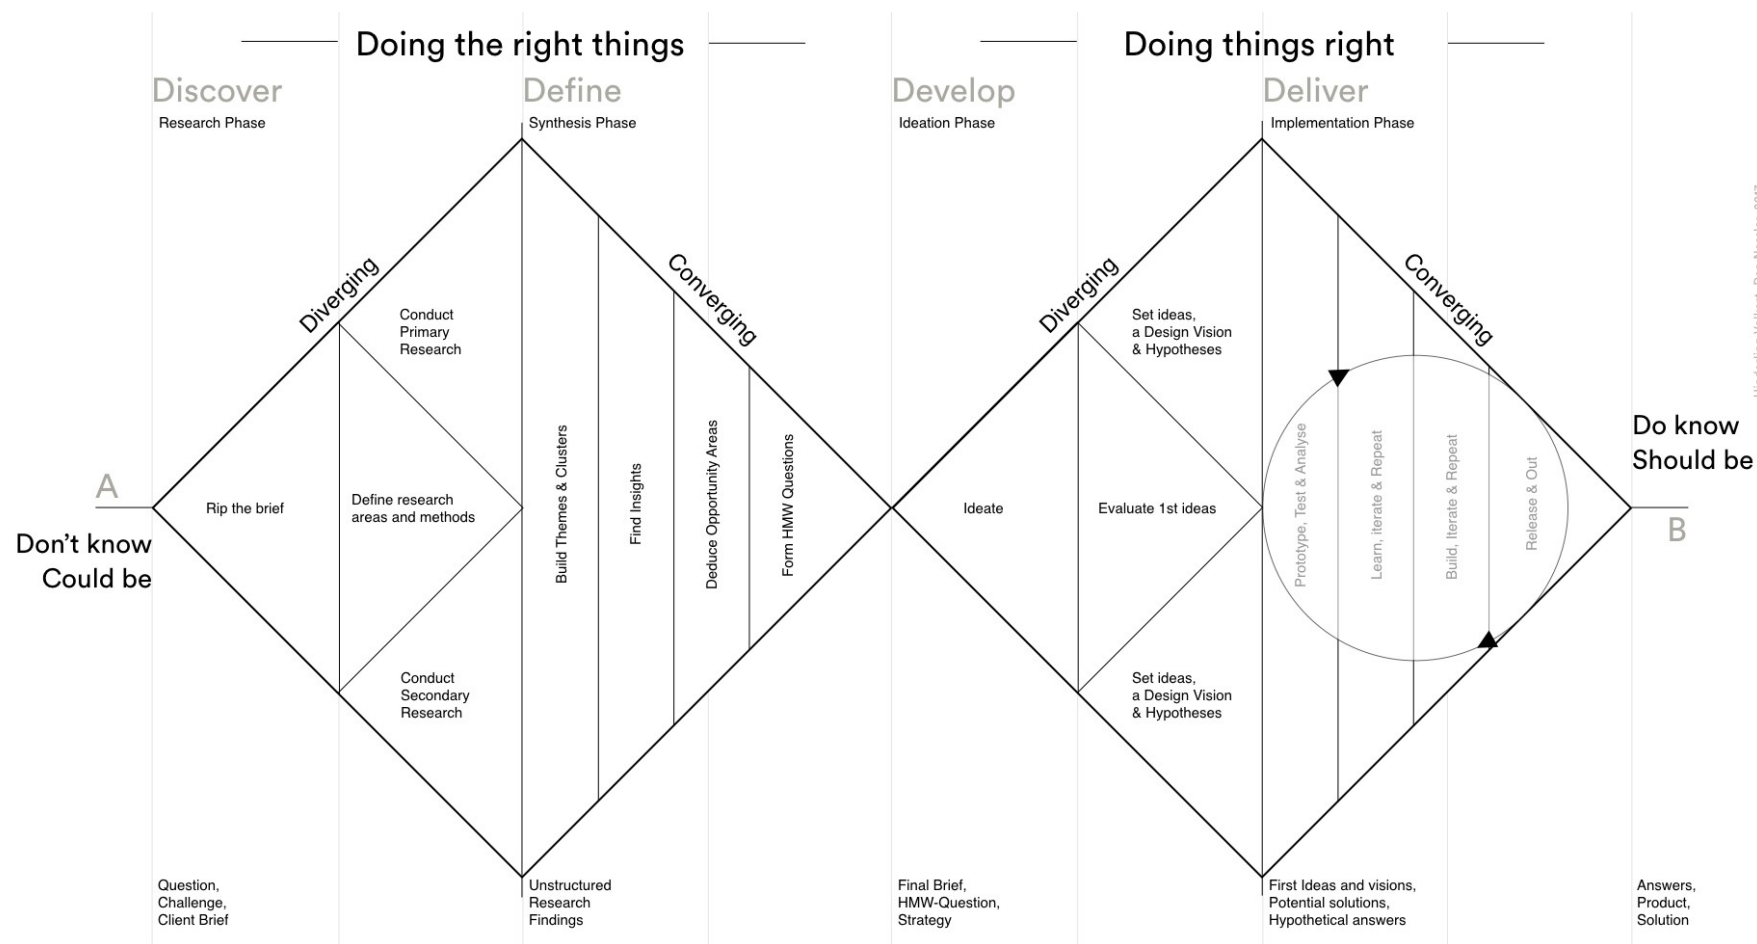 Doing the right things
Doing things right
Discover
Define
Develop
Deliver
Research Phase
Synthesis Phase
Ideation Phase
Implementation Phase
Diverging
Converging
Diverging
Converging
Conduct
Primary
Research
Set ideas,
a Design Vision
& Hypotheses
A
Don't know
Could be
Rip the brief
Define research
areas and methods
Build Themes & Clusters
Find Insights
Deduce Opportunity Areas
Form HMW Questions
Ideate
Evaluate 1st ideas
Prototype, Test & Analyse
Learn, iterate & Repeat
Build, Iterate & Repeat
Release & Out
Do know
Should be
B
Conduct
Secondary
Research
Set ideas,
a Design Vision
& Hypotheses
Question,
Challenge,
Client Brief
Unstructured
Research
Findings
Final Brief,
HMW-Question,
Strategy
First Ideas and visions,
Potential solutions,
Hypothetical answers
Answers,
Product,
Solution